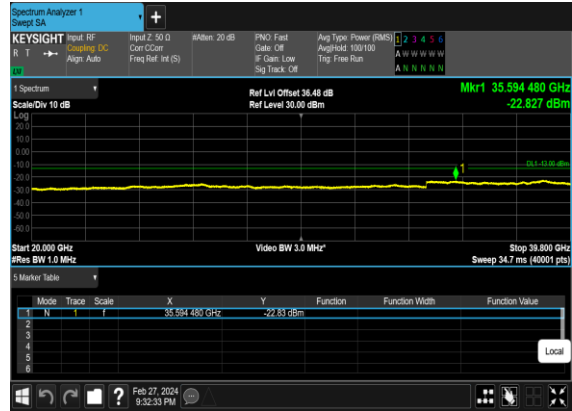 Spectrum Analyzer 1
Swept SA
+
KEYSIGHT Input: RF Input Z: 50 Ω #Atten: 20 dB PNO: Fast Avg Type: Power (RMS) 1 2 3 4 5 6
R T Coupling: DC Corr CCorr Gate: Off Avg|Hold: 100/100 A W W W W W
Align: Auto Freq Ref: Int (S) IF Gain: Low Trig: Free Run
Sig Track: Off A N N N N N
1 Spectrum Ref Lvl Offset 36.48 dB Mkr1 35.594 480 GHz
Scale/Div 10 dB Ref Level 30.00 dBm -22.827 dBm
Log
20.0
10.0
0.00
-10.0 1 DL1 -13.00 dBm
-20.0
-30.0
-40.0
-50.0
-60.0
Start 20.000 GHz Video BW 3.0 MHz* Stop 39.800 GHz
#Res BW 1.0 MHz Sweep 34.7 ms (40001 pts)
5 Marker Table
Mode Trace Scale X Y Function Function Width Function Value
1 N 1 f 35.594 480 GHz -22.83 dBm
2
3
4
5
6
Local
? Feb 27, 2024
9:32:33 PM